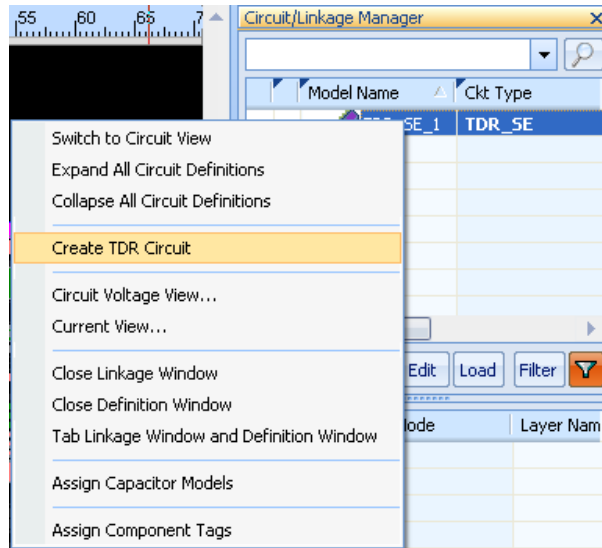 55 60 65 7
Circuit/Linkage Manager
Model Name Ckt Type
SE_1 TDR_SE
Switch to Circuit View
Expand All Circuit Definitions
Collapse All Circuit Definitions
Create TDR Circuit
Circuit Voltage View...
Current View...
Close Linkage Window
Edit Load Filter
Close Definition Window
Tab Linkage Window and Definition Window
lode Layer Nam
Assign Capacitor Models
Assign Component Tags